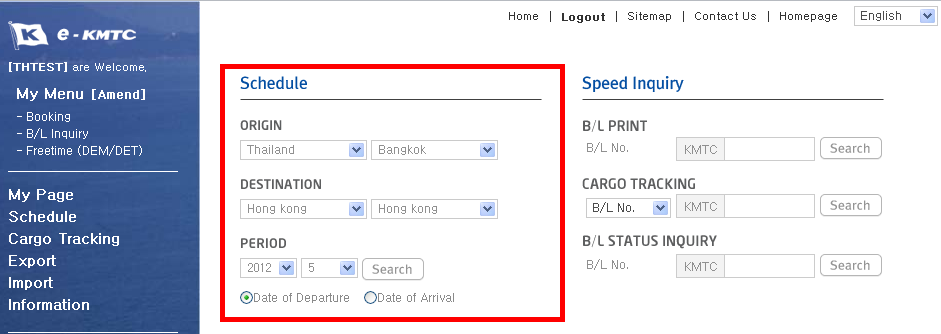 Home | Logout | Sitemap | Contact Us | Homepage English
K e-KMTC
[THTEST] are Welcome,
My Menu [Amend]
- Booking
- B/L Inquiry
- Freetime (DEM/DET)
My Page
Schedule
Cargo Tracking
Export
Import
Information
Schedule
ORIGIN
Thailand Bangkok
DESTINATION
Hong kong Hong kong
PERIOD
2012 5 Search
Date of Departure Date of Arrival
Speed Inquiry
B/L PRINT
B/L No. KMTC Search
CARGO TRACKING
B/L No. KMTC Search
B/L STATUS INQUIRY
B/L No. KMTC Search